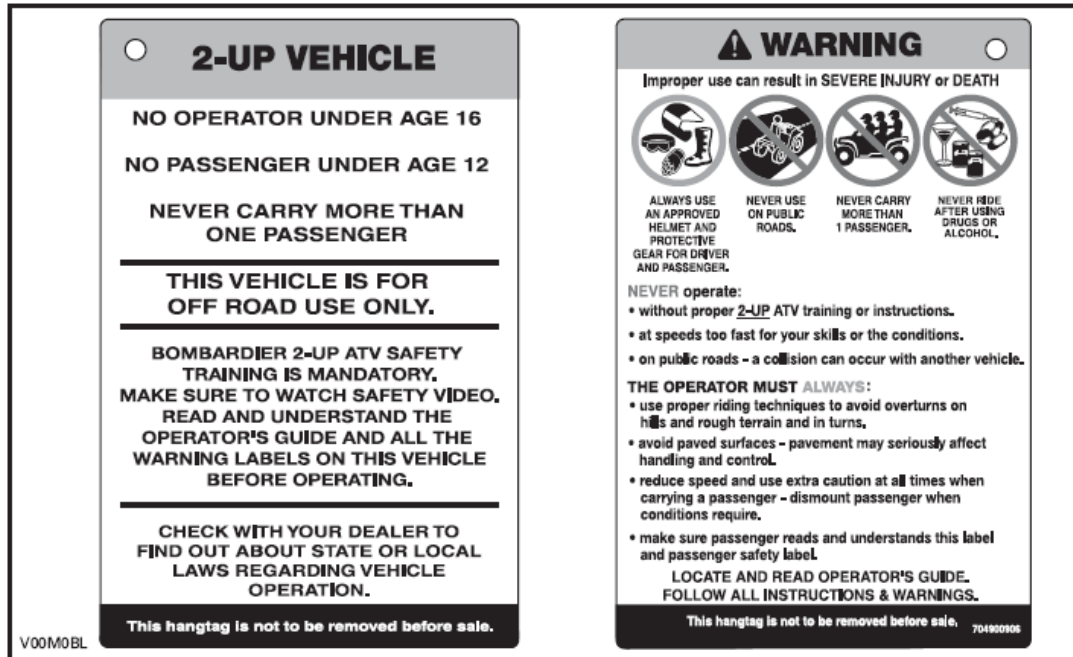 2-UP VEHICLE
NO OPERATOR UNDER AGE 16
NO PASSENGER UNDER AGE 12
NEVER CARRY MORE THAN
ONE PASSENGER
THIS VEHICLE IS FOR
OFF ROAD USE ONLY.
BOMBARDIER 2-UP ATV SAFETY
TRAINING IS MANDATORY.
MAKE SURE TO WATCH SAFETY VIDEO.
READ AND UNDERSTAND THE
OPERATOR'S GUIDE AND ALL THE
WARNING LABELS ON THIS VEHICLE
BEFORE OPERATING.
CHECK WITH YOUR DEALER TO
FIND OUT ABOUT STATE OR LOCAL
LAWS REGARDING VEHICLE
OPERATION.
This hangtag is not to be removed before sale.
V00M0BL
WARNING
Improper use can result in SEVERE INJURY or DEATH
ALWAYS USE
AN APPROVED
HELMET AND
PROTECTIVE
GEAR FOR DRIVER
AND PASSENGER.
NEVER USE
ON PUBLIC
ROADS.
NEVER CARRY
MORE THAN
1 PASSENGER.
NEVER RIDE
AFTER USING
DRUGS OR
ALCOHOL.
NEVER operate:
• without proper 2-UP ATV training or instructions.
• at speeds too fast for your skills or the conditions.
• on public roads – a collision can occur with another vehicle.
THE OPERATOR MUST ALWAYS:
• use proper riding techniques to avoid overturns on
hills and rough terrain and in turns.
• avoid paved surfaces – pavement may seriously affect
handling and control.
• reduce speed and use extra caution at all times when
carrying a passenger – dismount passenger when
conditions require.
• make sure passenger reads and understands this label
and passenger safety label.
LOCATE AND READ OPERATOR'S GUIDE.
FOLLOW ALL INSTRUCTIONS & WARNINGS.
This hangtag is not to be removed before sale.
704900906